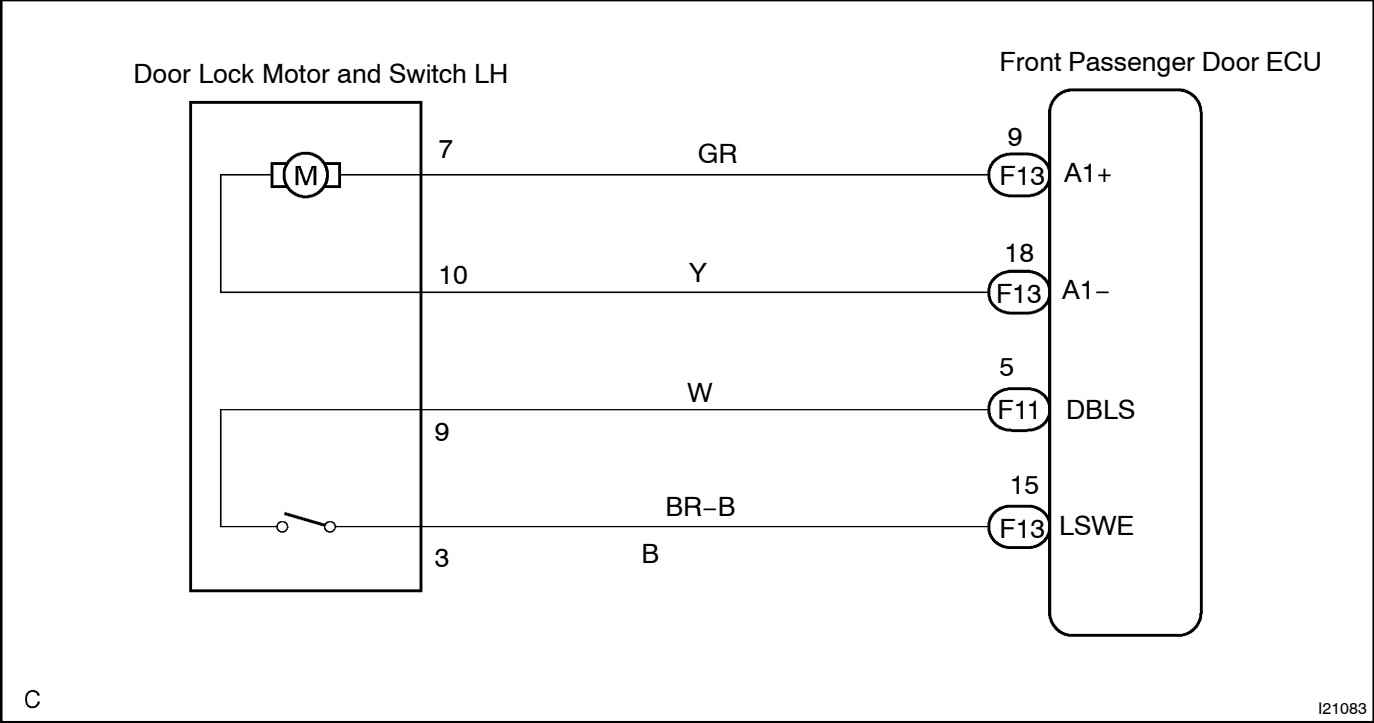 Door Lock Motor and Switch LH
Front Passenger Door ECU
M
7
GR
9
F13
A1+
10
Y
18
F13
A1−
9
W
5
F11
DBLS
3
BR−B
B
15
F13
LSWE
C
I21083